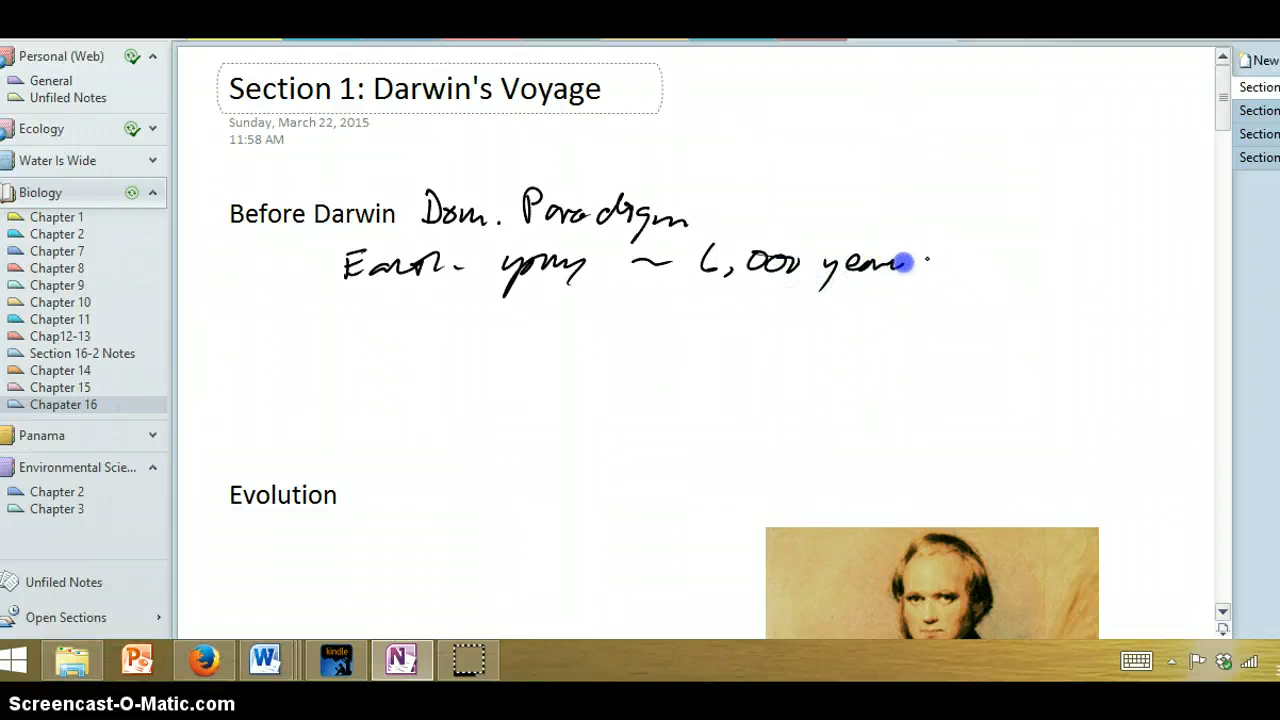 Personal (Web)
General
Unfiled Notes
Ecology
Water Is Wide
Biology
Chapter 1
Chapter 2
Chapter 7
Chapter 8
Chapter 9
Chapter 10
Chapter 11
Chap12-13
Section 16-2 Notes
Chapter 14
Chapter 15
Chapater 16
Panama
Environmental Scie...
Chapter 2
Chapter 3
Unfiled Notes
Open Sections
Section 1: Darwin's Voyage
Sunday, March 22, 2015
11:58 AM
Before Darwin Dom. Paradigm
Earth - young ~ 6,000 years
Evolution
New
Section
Section
Section
Section
kindle
Screencast-O-Matic.com